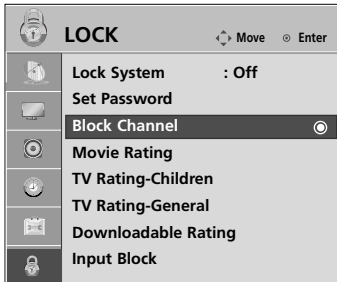 LOCK Move Enter
Lock System : Off
Set Password
Block Channel
Movie Rating
TV Rating-Children
TV Rating-General
Downloadable Rating
Input Block